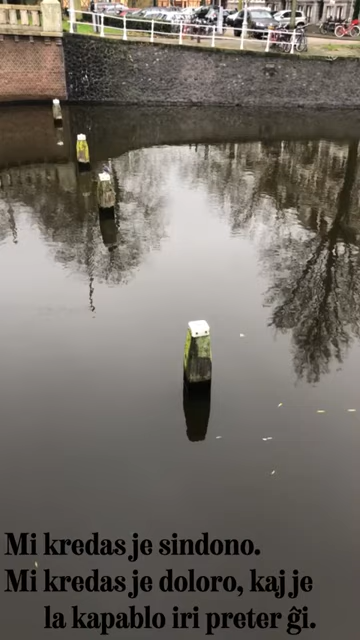 Mi kredas je sindono.
Mi kredas je doloro, kaj je
la kapablo iri preter ĝi.